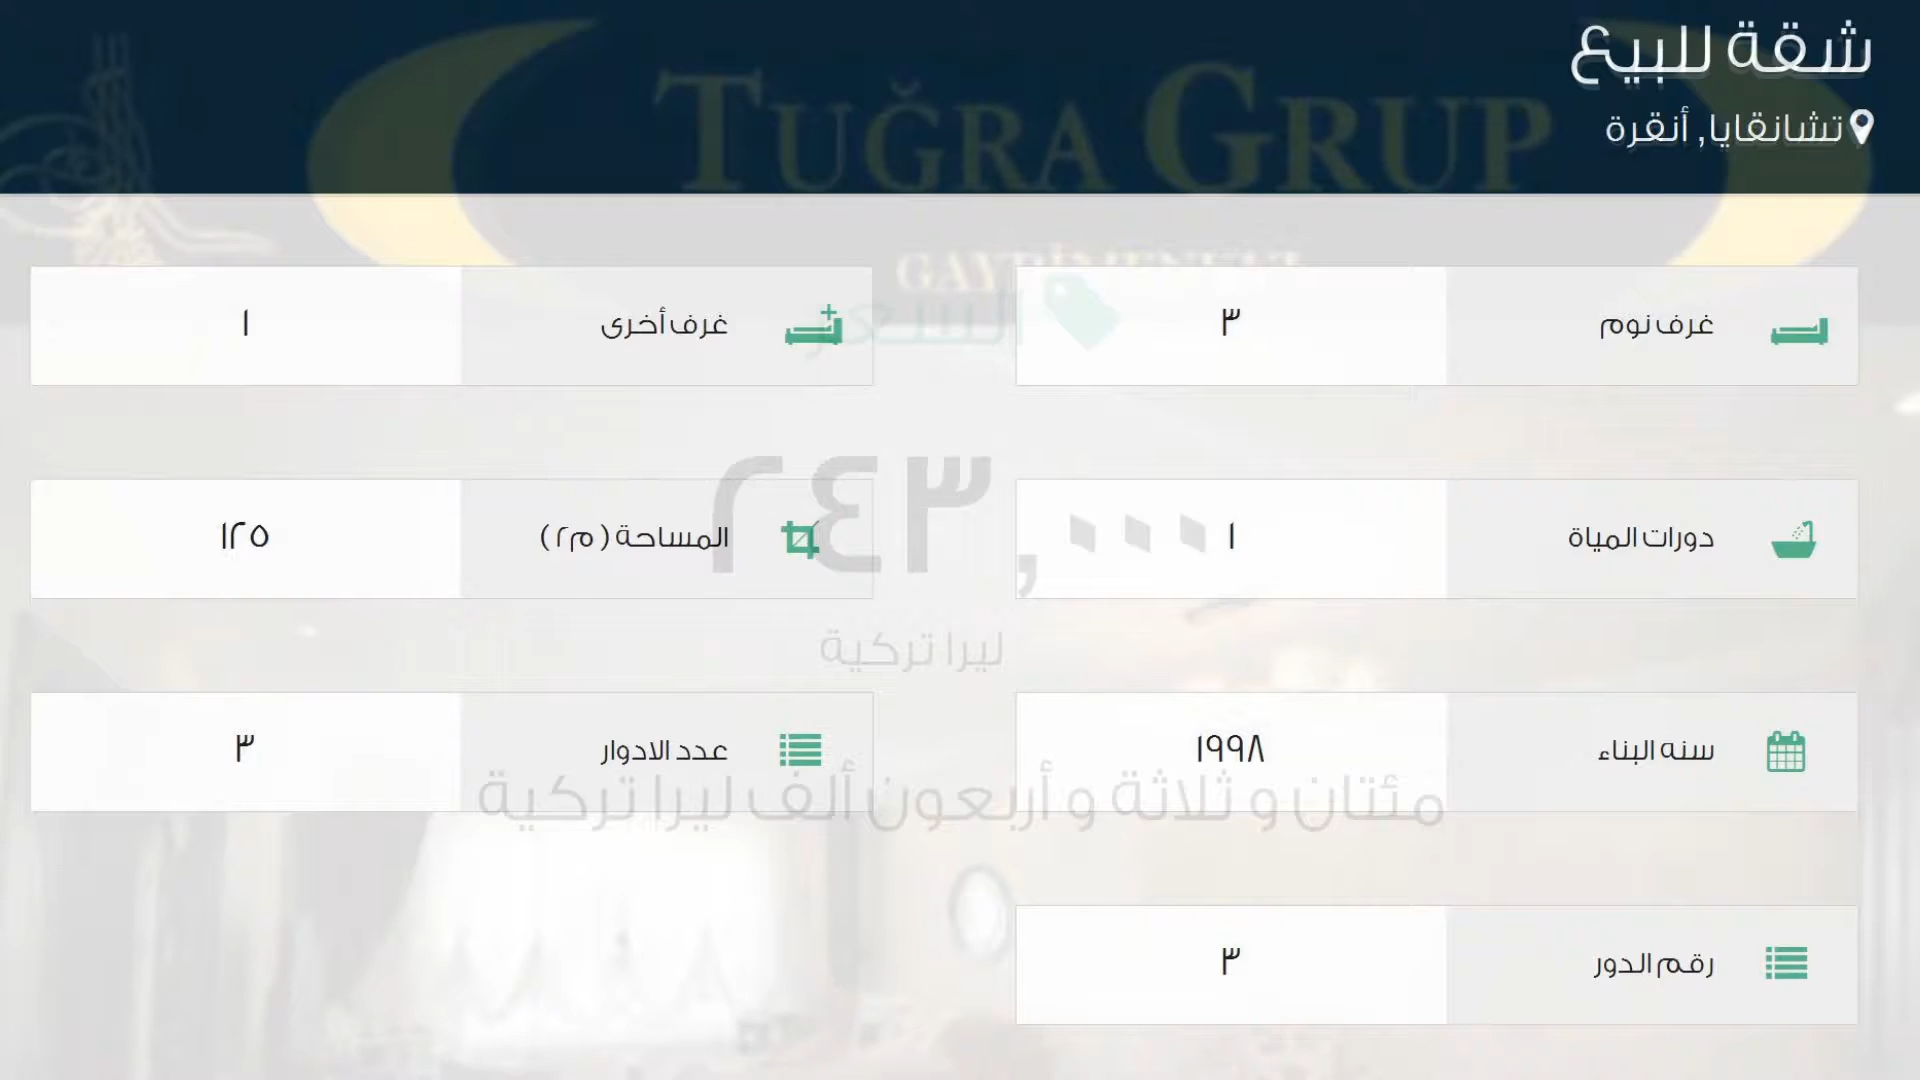 شقة للبيع
تشانقايا, أنقرة
TUĞRA GRUP
السعر
غرف نوم
٣
غرف أخرى
١
دورات المياة
١
المساحة (م٢)
١٢٥
٢٤٣,٠٠٠
ليرا تركية
سنه البناء
١٩٩٨
عدد الادوار
٣
مئتان و ثلاثة و أربعون ألف ليرا تركية
رقم الدور
٣